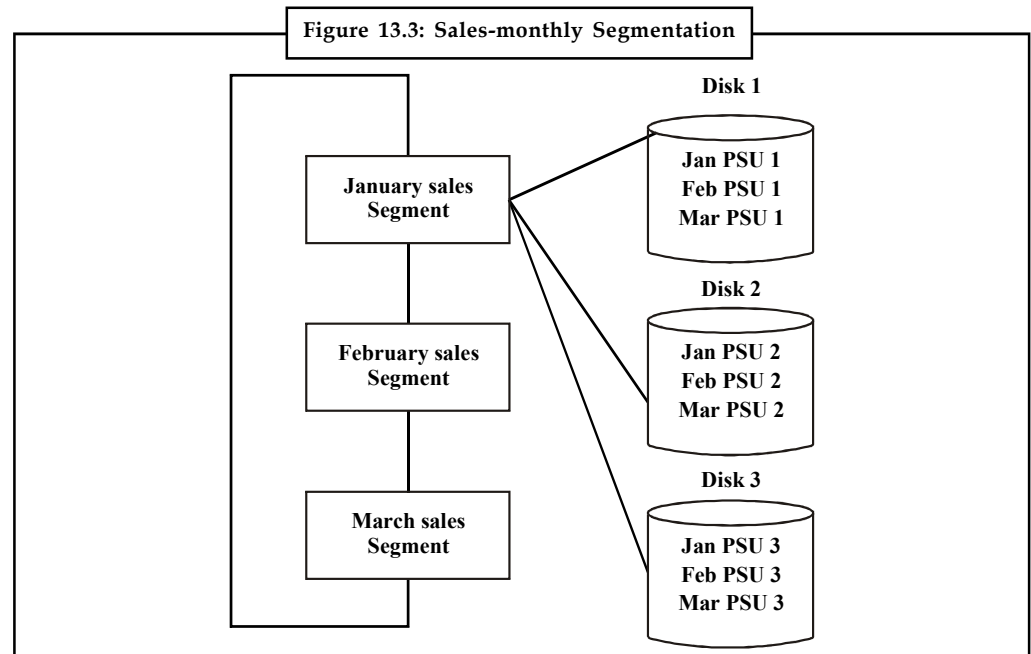 Figure 13.3: Sales-monthly Segmentation
January sales
Segment
February sales
Segment
March sales
Segment
Disk 1
Jan PSU 1
Feb PSU 1
Mar PSU 1
Disk 2
Jan PSU 2
Feb PSU 2
Mar PSU 2
Disk 3
Jan PSU 3
Feb PSU 3
Mar PSU 3